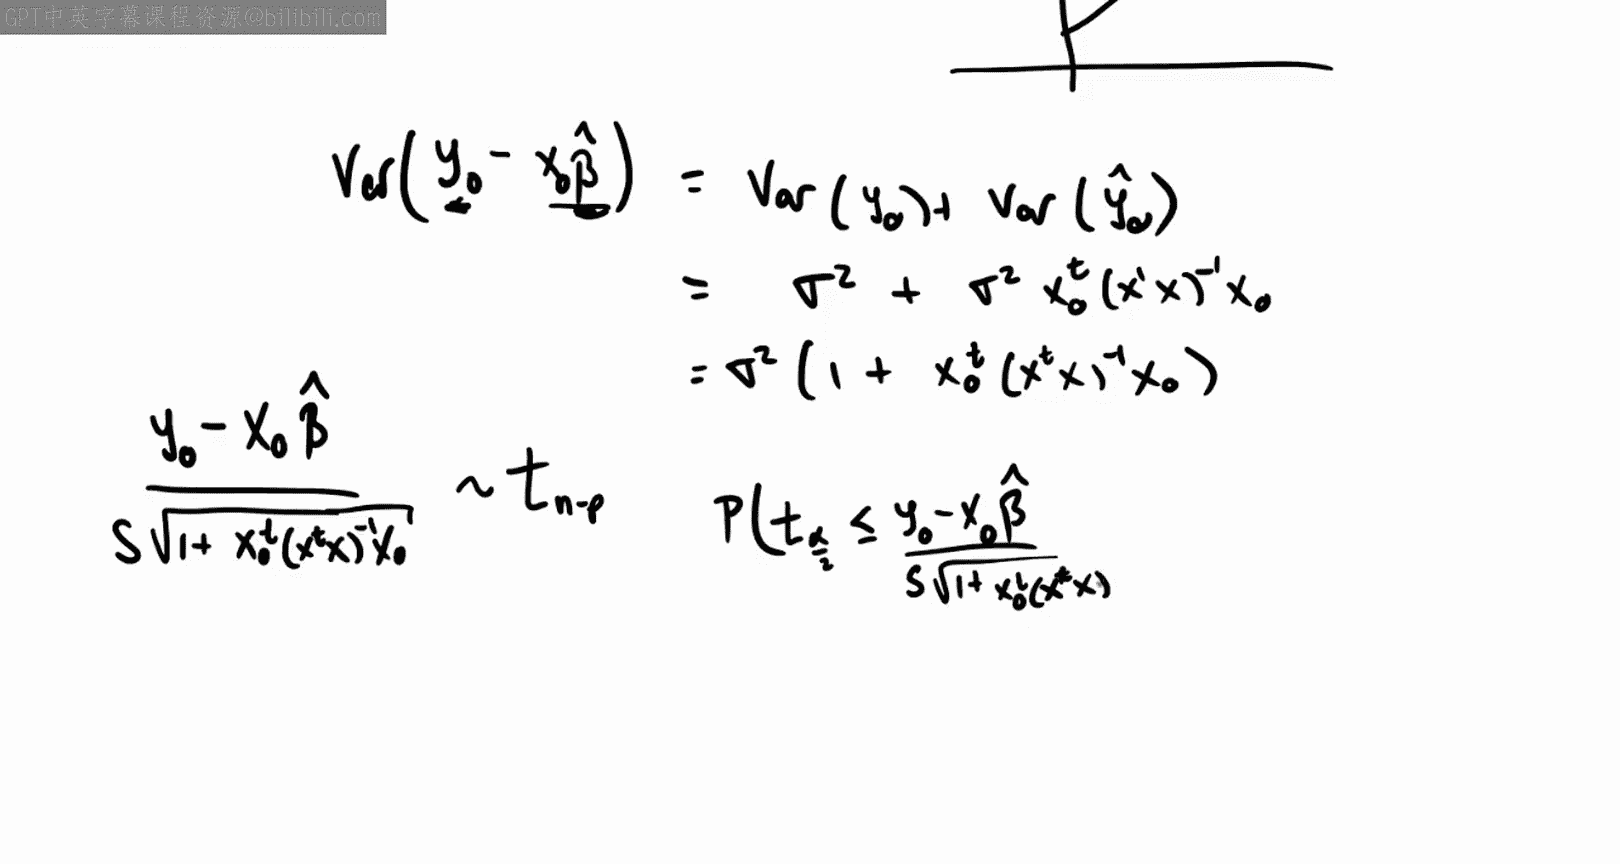 GPT中英字幕课程资源@bilibili.com
Var(y₀ - x₀β̂) = Var(y₀) + Var(ŷ₀)
= σ² + σ² x₀ᵗ(x'x)⁻¹x₀
= σ²(1 + x₀ᵗ(xᵗx)⁻¹x₀)
(y₀ - x₀β̂) / (S√(1 + x₀ᵗ(xᵗx)⁻¹x₀)) ~ t_{n-p}
P(t_{α/2} ≤ (y₀ - x₀β̂) / (S√(1 + x₀ᵗ(xᵗx)